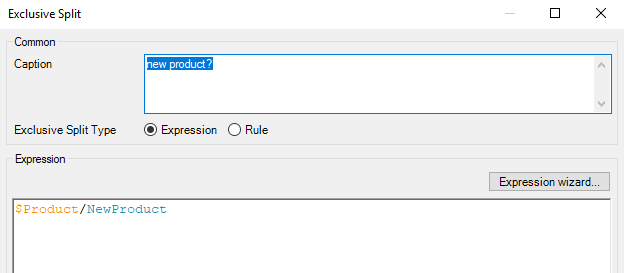 Exclusive Split
Common
Caption
new product?
Exclusive Split Type
Expression
Rule
Expression
Expression wizard...
$Product/NewProduct